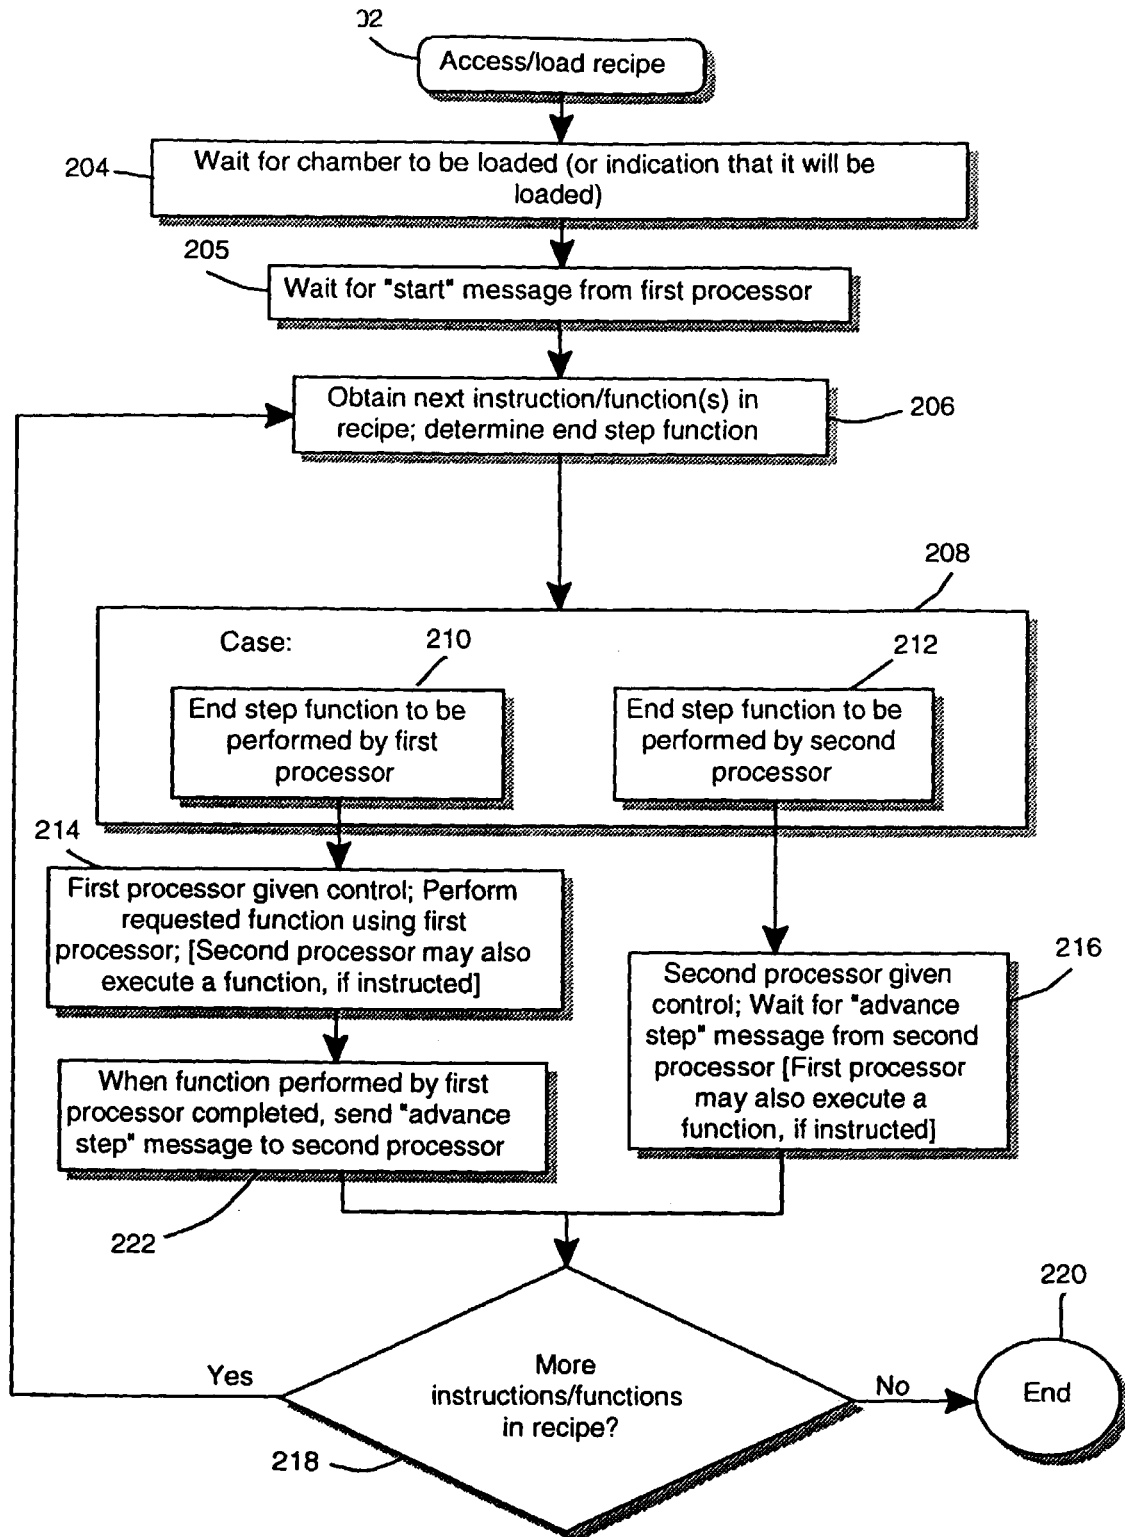 02
Access/load recipe
204
Wait for chamber to be loaded (or indication that it will be
loaded)
205
Wait for "start" message from first processor
Obtain next instruction/function(s) in
recipe; determine end step function
206
208
Case:
210
212
End step function to be
performed by first
processor
End step function to be
performed by second
processor
214
First processor given control; Perform
requested function using first
processor; [Second processor may also
execute a function, if instructed]
216
Second processor given
control; Wait for "advance
step" message from second
processor [First processor
may also execute a
function, if instructed]
When function performed by first
processor completed, send "advance
step" message to second processor
222
220
Yes
More
instructions/functions
in recipe?
No
End
218